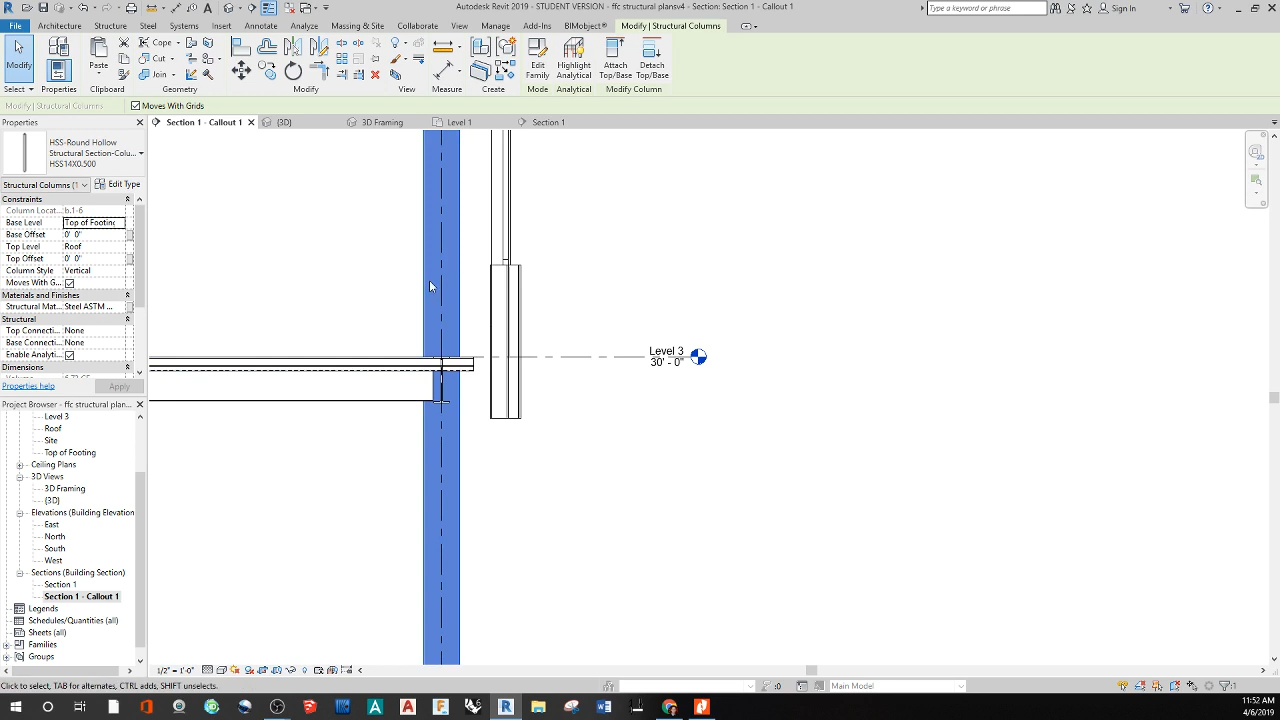 Autodesk Revit 2019 - STUDENT VERSION - ffc structural plansv4 - Section: Section 1 - Callout 1
Type a keyword or phrase
Sign In
File
Architecture
Structure
Steel
Systems
Insert
Annotate
Analyze
Massing & Site
Collaborate
View
Manage
Add-Ins
BIMobject®
Modify | Structural Columns
Modify
Properties
Paste
Cope
Cut
Join
Edit Family
Highlight Analytical
Attach Top/Base
Detach Top/Base
Select
Properties
Clipboard
Geometry
Modify
View
Measure
Create
Mode
Analytical
Modify Column
Modify | Structural Columns
Moves With Grids
Properties
Section 1 - Callout 1
{3D}
3D Framing
Level 1
Section 1
HSS-Round Hollow
Structural Section-Colu...
HSS14X0.500
Structural Columns (1
Edit Type
Constraints
Column Locat... b.1-6
Base Level Top of Footing
Base Offset 0' 0"
Top Level Roof
Top Offset 0' 0"
Column Style Vertical
Moves With G...
Materials and Finishes
Structural Mat... Steel ASTM ...
Structural
Top Connecti... None
Base Connecti... None
Enable Analyti...
Dimensions
Properties help
Apply
Project Browser - ffc structural plan...
Level 3
Roof
Site
Top of Footing
Ceiling Plans
3D Views
3D Framing
{3D}
Elevations (Building Elevation
East
North
South
West
Sections (Building Section)
Section 1
Section 1 - Callout 1
Legends
Schedules/Quantities (all)
Sheets (all)
Families
Groups
Level 3
30' - 0"
1/2" = 1'-0"
Click to select, TAB for alternates, CTRL adds, SHIFT unselects.
:0
Main Model
:1
11:52 AM
4/6/2019